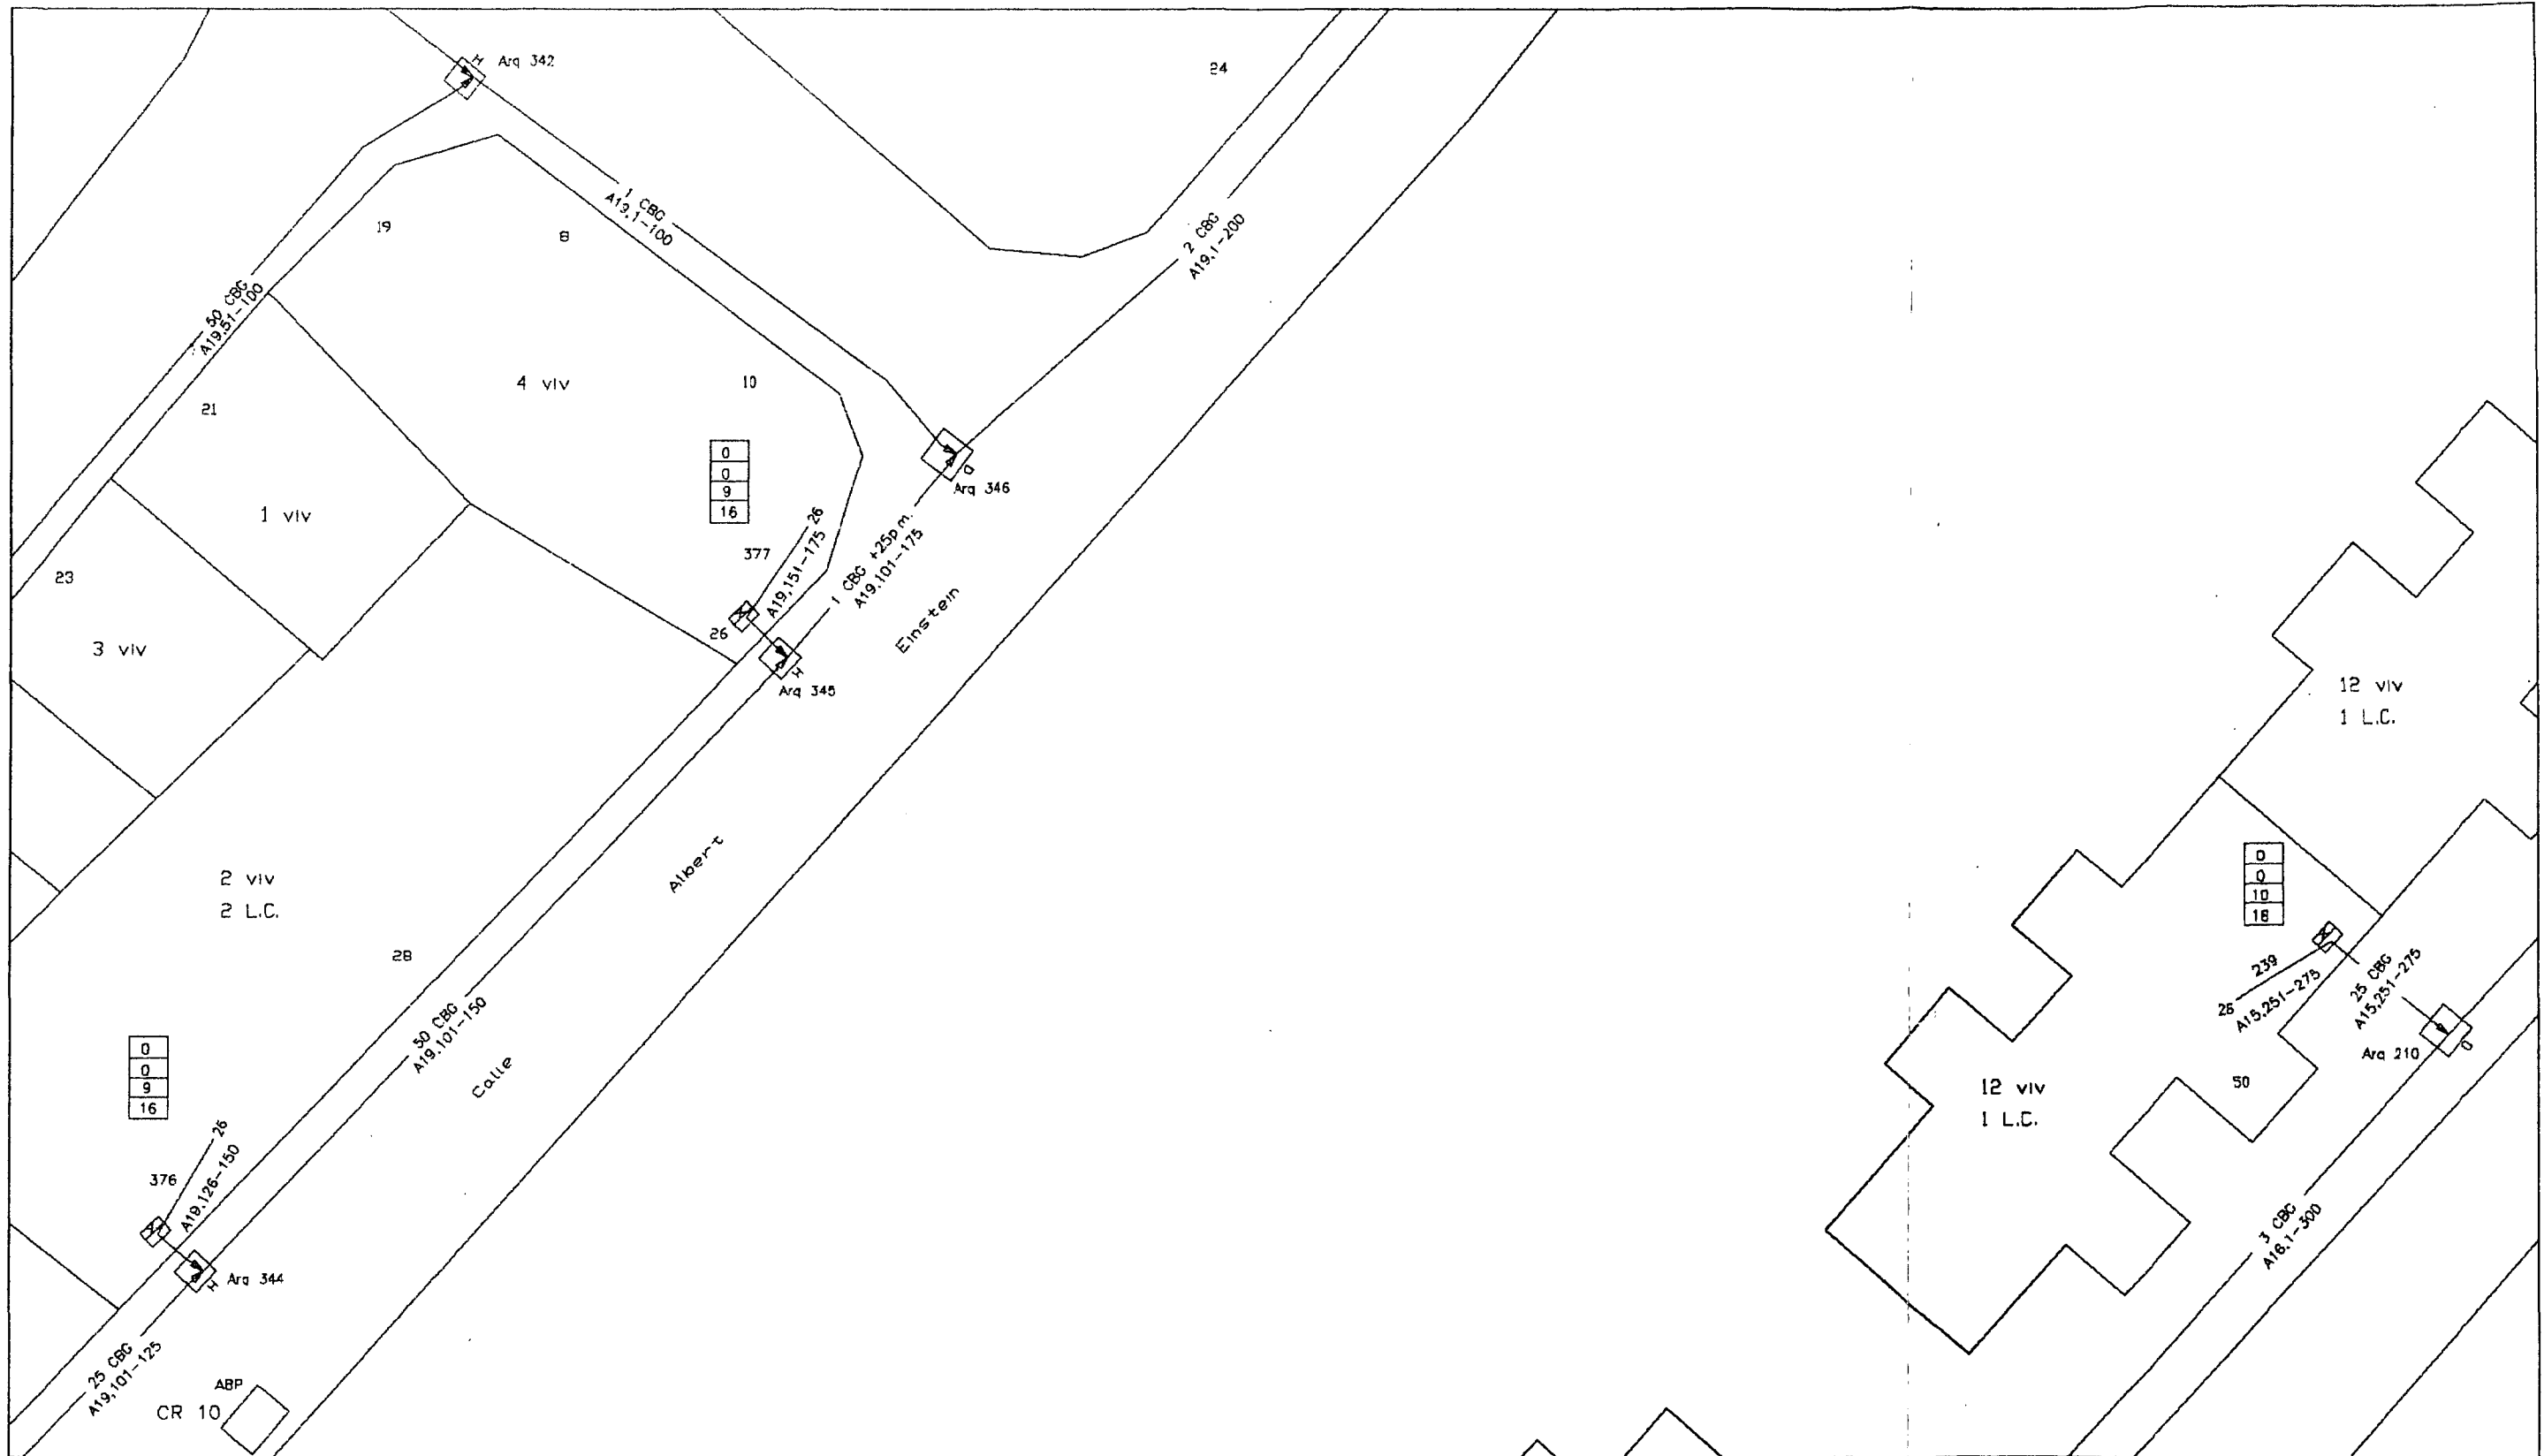 H
Arq 342
24
1 CBG
A19,1-100
19
8
2 CBG
A19,1-200
50 CBG
A19,51-100
4 viv
10
21
0
0
9
16
Arq 346
1 viv
26
377
A19,151-175
1 CBG +25p.m.
A19,101-175
23
Einstein
26
3 viv
H
Arq 345
12 viv
1 L.C.
Albert
2 viv
2 L.C.
0
0
10
18
28
239
26
A15,251-275
25 CBG
A15,251-275
50 CBG
A19,101-150
Calle
Arq 210
0
0
9
16
50
12 viv
1 L.C.
26
376
A19,126-150
H
Arq 344
3 CBG
A16,1-300
25 CBG
A19,101-125
ABP
CR 10